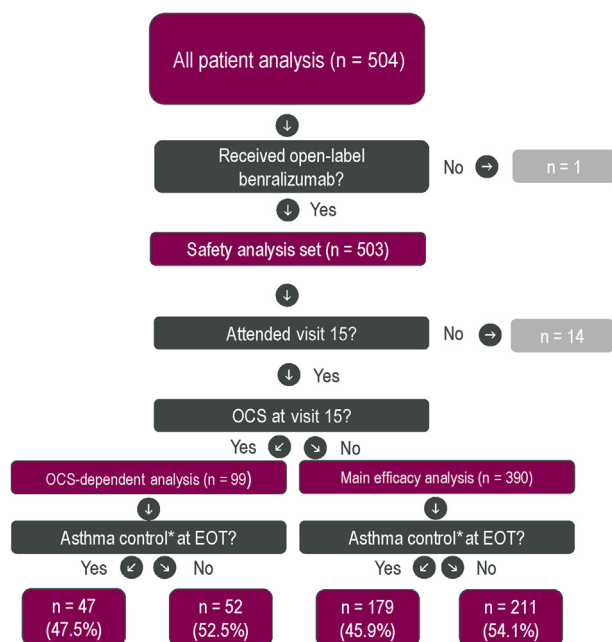 All patient analysis (n = 504)
Received open-label
benralizumab?
No
n = 1
Yes
Safety analysis set (n = 503)
Attended visit 15?
No
n = 14
Yes
OCS at visit 15?
Yes
No
OCS-dependent analysis (n = 99)
Main efficacy analysis (n = 390)
Asthma control* at EOT?
Asthma control* at EOT?
Yes
No
Yes
No
n = 47
(47.5%)
n = 52
(52.5%)
n = 179
(45.9%)
n = 211
(54.1%)